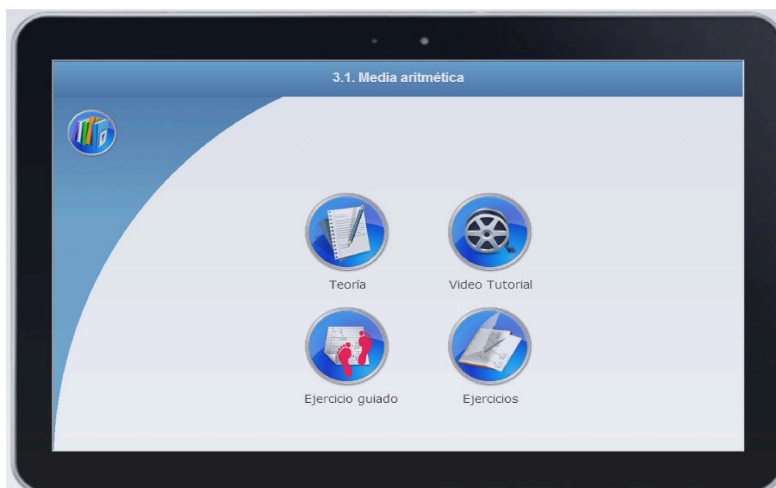 3.1. Media aritmética
Teoría
Video Tutorial
Ejercicio guiado
Ejercicios